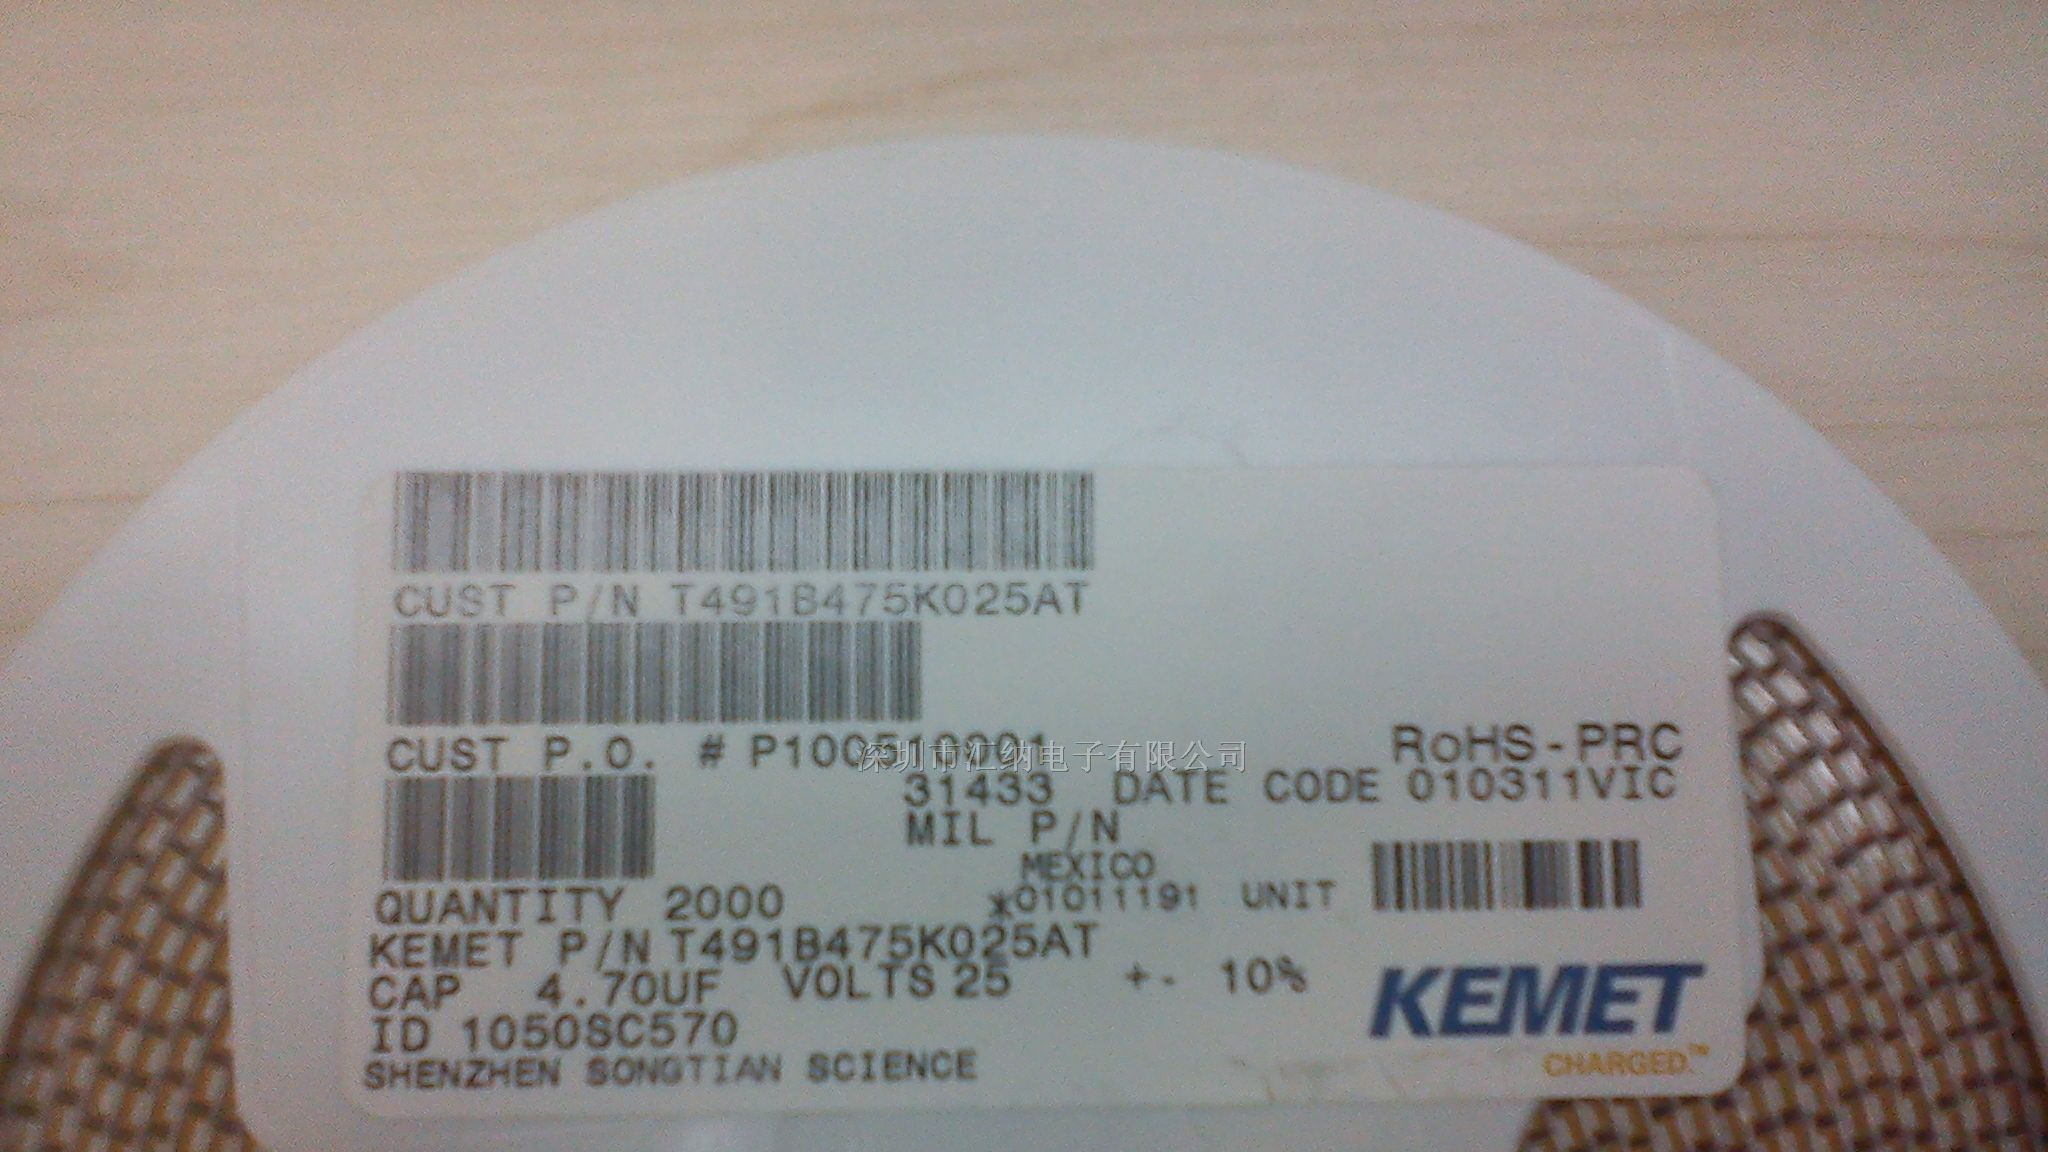 CUST P/N T491B475K025AT
CUST P.O. # P100510001
深圳市汇纳电子有限公司
RoHS-PRC
31433 DATE CODE 010311VIC
MIL P/N
MEXICO
QUANTITY 2000 *01011191 UNIT
KEMET P/N T491B475K025AT
CAP 4.70UF VOLTS 25 +- 10%
ID 1050SC570
SHENZHEN SONGTIAN SCIENCE
KEMET
CHARGED.™